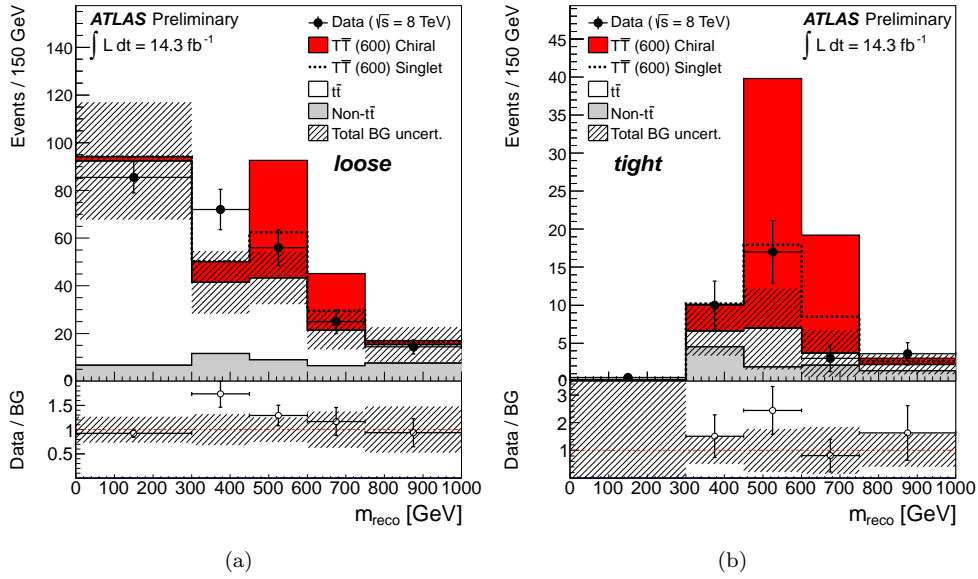 ATLAS Preliminary
∫ L dt = 14.3 fb⁻¹
Data (√s = 8 TeV)
TT̅ (600) Chiral
TT̅ (600) Singlet
tt̅
Non-tt̅
Total BG uncert.
loose
Events / 150 GeV
140
120
100
80
60
40
20
0
Data / BG
1.5
1
0.5
0 100 200 300 400 500 600 700 800 900 1000
m_reco [GeV]
(a)
ATLAS Preliminary
∫ L dt = 14.3 fb⁻¹
Data (√s = 8 TeV)
TT̅ (600) Chiral
TT̅ (600) Singlet
tt̅
Non-tt̅
Total BG uncert.
tight
Events / 150 GeV
45
40
35
30
25
20
15
10
5
0
Data / BG
3
2
1
0 100 200 300 400 500 600 700 800 900 1000
m_reco [GeV]
(b)